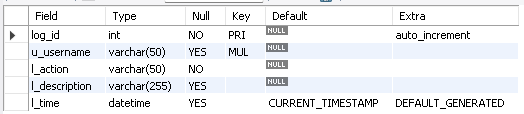 Field Type Null Key Default Extra
log_id int NO PRI NULL auto_increment
u_username varchar(50) YES MUL NULL
l_action varchar(50) NO NULL
l_description varchar(255) YES NULL
l_time datetime YES CURRENT_TIMESTAMP DEFAULT_GENERATED